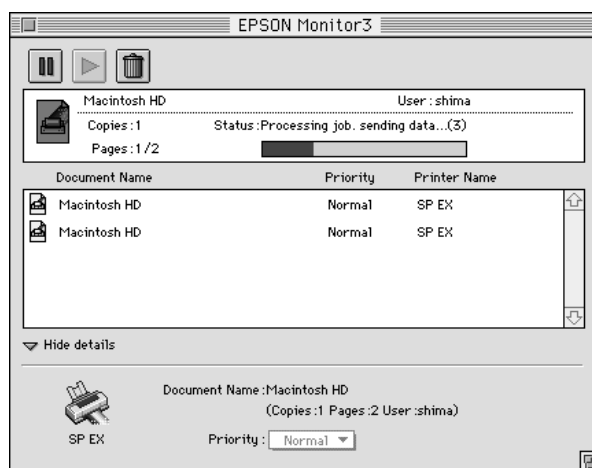 EPSON Monitor3
Macintosh HD User : shima
Copies : 1 Status : Processing job. sending data...(3)
Pages : 1/2
Document Name Priority Printer Name
Macintosh HD Normal SP EX
Macintosh HD Normal SP EX
Hide details
Document Name : Macintosh HD
(Copies : 1 Pages : 2 User : shima)
SP EX Priority : Normal